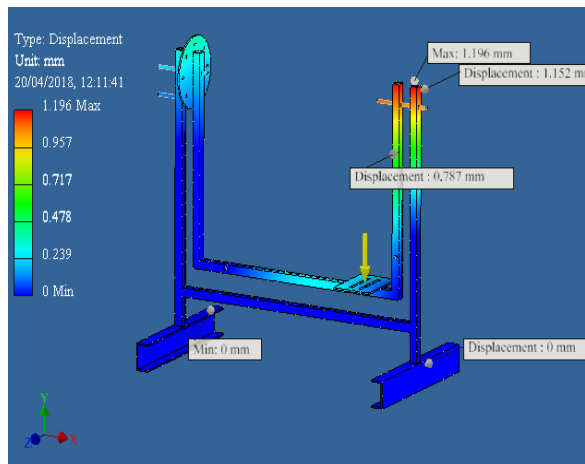 Type: Displacement
Unit: mm
20/04/2018, 12:11:41
1.196 Max
0.957
0.717
0.478
0.239
0 Min
Max: 1.196 mm
Displacement : 1.152 m
Displacement : 0.787 mm
Min: 0 mm
Displacement : 0 mm
Y
Z
X